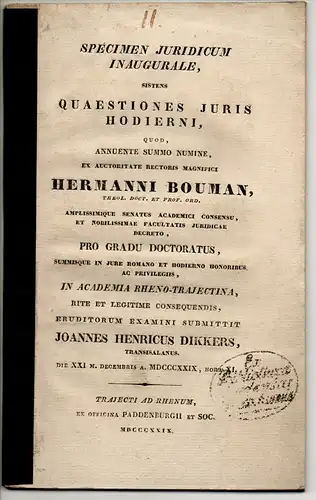 11.
SPECIMEN JURIDICUM
INAUGURALE,
SISTENS
QUAESTIONES JURIS
HODIERNI,
QUOD,
ANNUENTE SUMMO NUMINE,
EX AUCTORITATE RECTORIS MAGNIFICI
HERMANNI BOUMAN,
THEOL. DOCT. ET PROF. ORD.
AMPLISSIMIQUE SENATUS ACADEMICI CONSENSU,
ET NOBILISSIMAE FACULTATIS JURIDICAE
DECRETO,
PRO GRADU DOCTORATUS,
SUMMISQUE IN JURE ROMANO ET HODIERNO HONORIBUS
AC PRIVILEGIIS,
IN ACADEMIA RHENO-TRAJECTINA,
RITE ET LEGITIME CONSEQUENDIS,
ERUDITORUM EXAMINI SUBMITTIT
JOANNES HENRICUS DIKKERS,
TRANSISALANUS.
DIE XXI M. DECEMBRIS A. MDCCCXXIX, HORA XI.
Ex
TRAIECTI AD RHENUM,
EX OFFICINA PADDENBURGII ET SOC.
MDCCCXXIX.